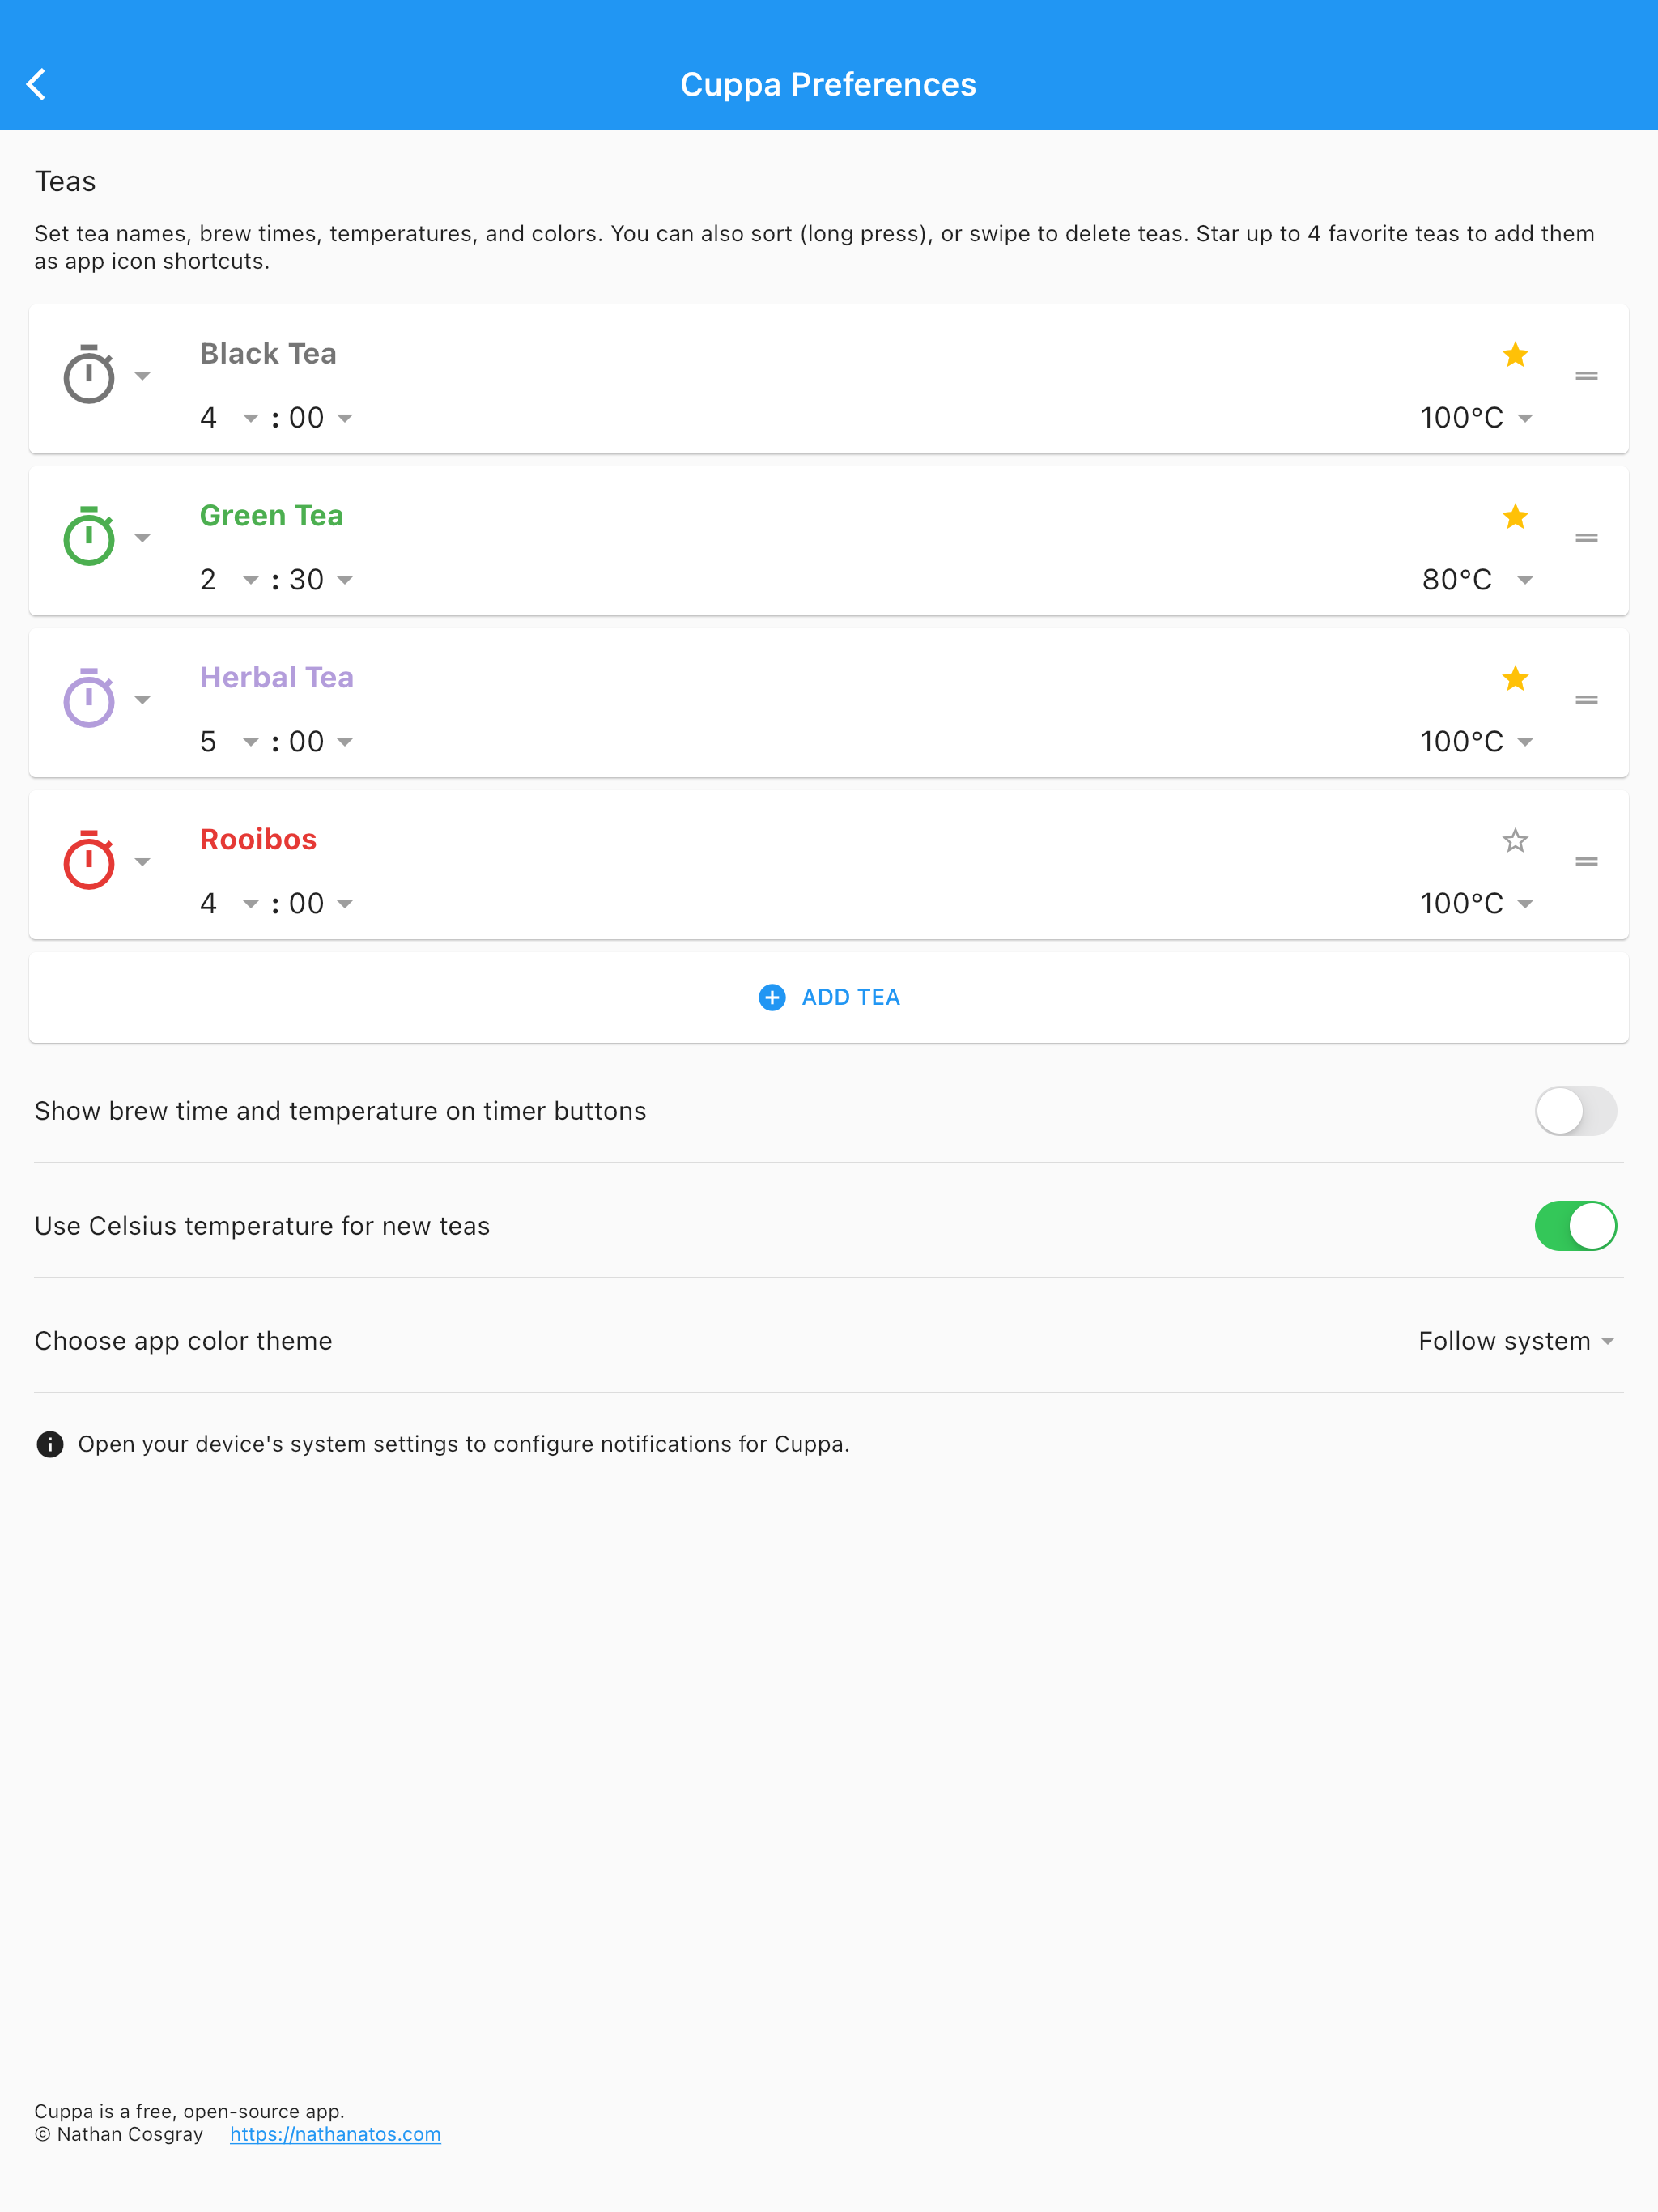 Cuppa Preferences
Teas
Set tea names, brew times, temperatures, and colors. You can also sort (long press), or swipe to delete teas. Star up to 4 favorite teas to add them
as app icon shortcuts.
Black Tea
4 : 00 100°C
Green Tea
2 : 30 80°C
Herbal Tea
5 : 00 100°C
Rooibos
4 : 00 100°C
ADD TEA
Show brew time and temperature on timer buttons
Use Celsius temperature for new teas
Choose app color theme Follow system
Open your device's system settings to configure notifications for Cuppa.
Cuppa is a free, open-source app.
© Nathan Cosgray https://nathanatos.com